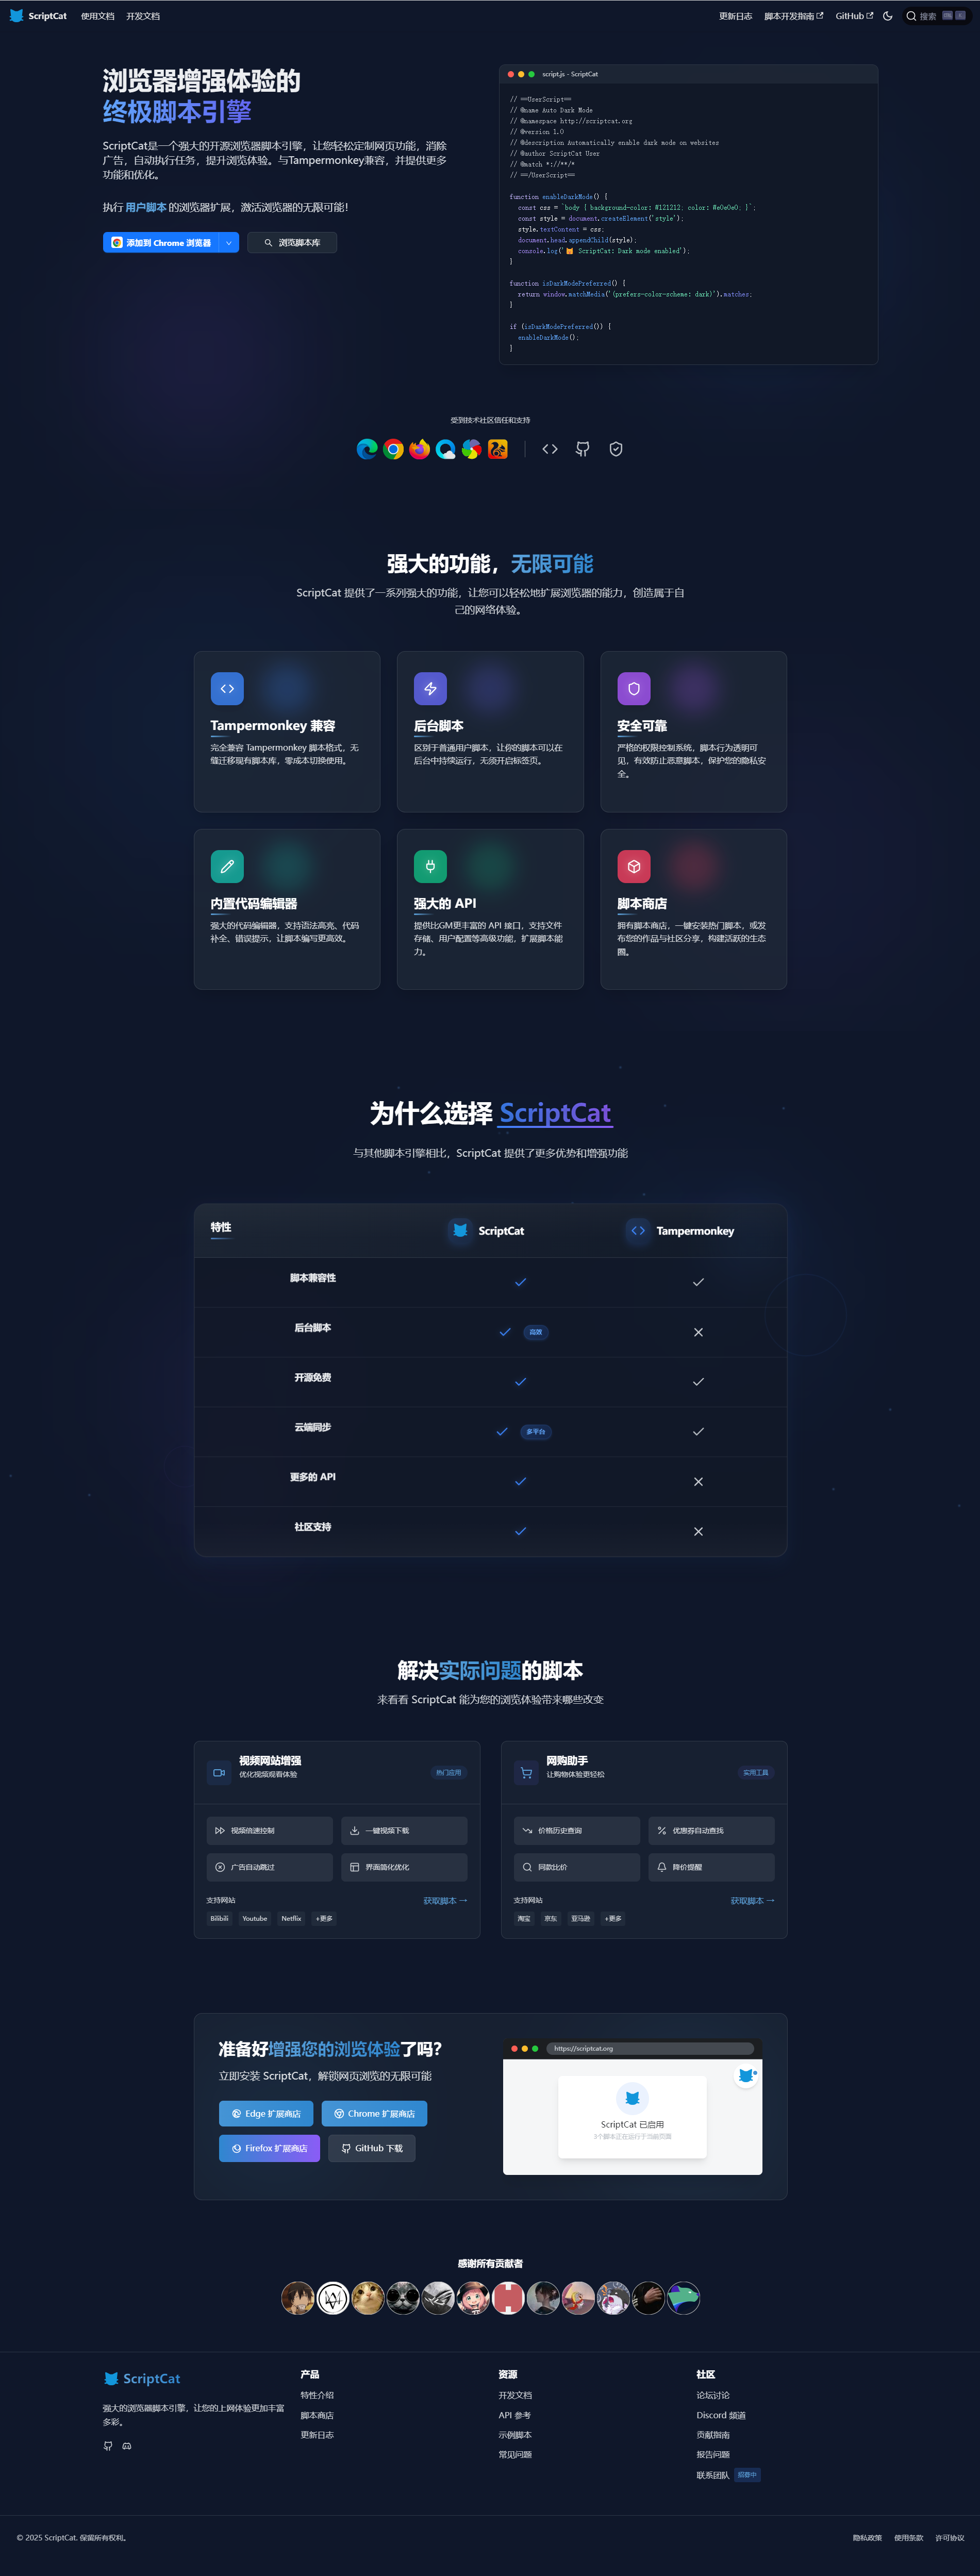 ScriptCat 使用文档 开发文档 更新日志 脚本开发指南 GitHub 搜索
浏览器增强体验的
终极脚本引擎
ScriptCat是一个强大的开源浏览器脚本引擎，让您轻松定制网页功能，消除
广告，自动执行任务，提升浏览体验。与Tampermonkey兼容，并提供更多
功能和优化。
执行 用户脚本 的浏览器扩展，激活浏览器的无限可能！
添加到 Chrome 浏览器 浏览脚本库
script.js - ScriptCat
// ==UserScript==
// @name Auto Dark Mode
// @namespace http://scriptcat.org
// @version 1.0
// @description Automatically enable dark mode on websites
// @author ScriptCat User
// @match *://**/*
// ==/UserScript==
function enableDarkMode() {
const css = `body { background-color: #121212; color: #e0e0e0; }`;
const style = document.createElement('style');
style.textContent = css;
document.head.appendChild(style);
console.log('😺 ScriptCat: Dark mode enabled');
}
function isDarkModePreferred() {
return window.matchMedia('(prefers-color-scheme: dark)').matches;
}
if (isDarkModePreferred()) {
enableDarkMode();
}
受到技术社区信任和支持
强大的功能，无限可能
ScriptCat 提供了一系列强大的功能，让您可以轻松地扩展浏览器的能力，创造属于自
己的网络体验。
Tampermonkey 兼容
完全兼容 Tampermonkey 脚本格式，无
缝迁移现有脚本库，零成本切换使用。
后台脚本
区别于普通用户脚本，让你的脚本可以在
后台中持续运行，无须开启标签页。
安全可靠
严格的权限控制系统，脚本行为透明可
见，有效防止恶意脚本，保护您的隐私安
全。
内置代码编辑器
强大的代码编辑器，支持语法高亮、代码
补全、错误提示，让脚本编写更高效。
强大的 API
提供比GM更丰富的 API 接口，支持文件
存储、用户配置等高级功能，扩展脚本能
力。
脚本商店
拥有脚本商店，一键安装热门脚本，或发
布您的作品与社区分享，构建活跃的生态
圈。
为什么选择 ScriptCat
与其他脚本引擎相比，ScriptCat 提供了更多优势和增强功能
特性 ScriptCat Tampermonkey
脚本兼容性
后台脚本 高效
开源免费
云端同步 多平台
更多的 API
社区支持
解决实际问题的脚本
来看看 ScriptCat 能为您的浏览体验带来哪些改变
视频网站增强
优化视频观看体验
热门应用
视频倍速控制 一键视频下载
广告自动跳过 界面简化优化
支持网站 获取脚本 →
Bilibili Youtube Netflix +更多
网购助手
让购物体验更轻松
实用工具
价格历史查询 优惠券自动查找
同款比价 降价提醒
支持网站 获取脚本 →
淘宝 京东 亚马逊 +更多
准备好增强您的浏览体验了吗？
立即安装 ScriptCat，解锁网页浏览的无限可能
Edge 扩展商店 Chrome 扩展商店
Firefox 扩展商店 GitHub 下载
https://scriptcat.org
ScriptCat 已启用
3个脚本正在运行于当前页面
感谢所有贡献者
ScriptCat
强大的浏览器脚本引擎，让您的上网体验更加丰富
多彩。
产品
特性介绍
脚本商店
更新日志
资源
开发文档
API 参考
示例脚本
常见问题
社区
论坛讨论
Discord 频道
贡献指南
报告问题
联系团队 招募中
© 2025 ScriptCat. 保留所有权利。
隐私政策 使用条款 许可协议